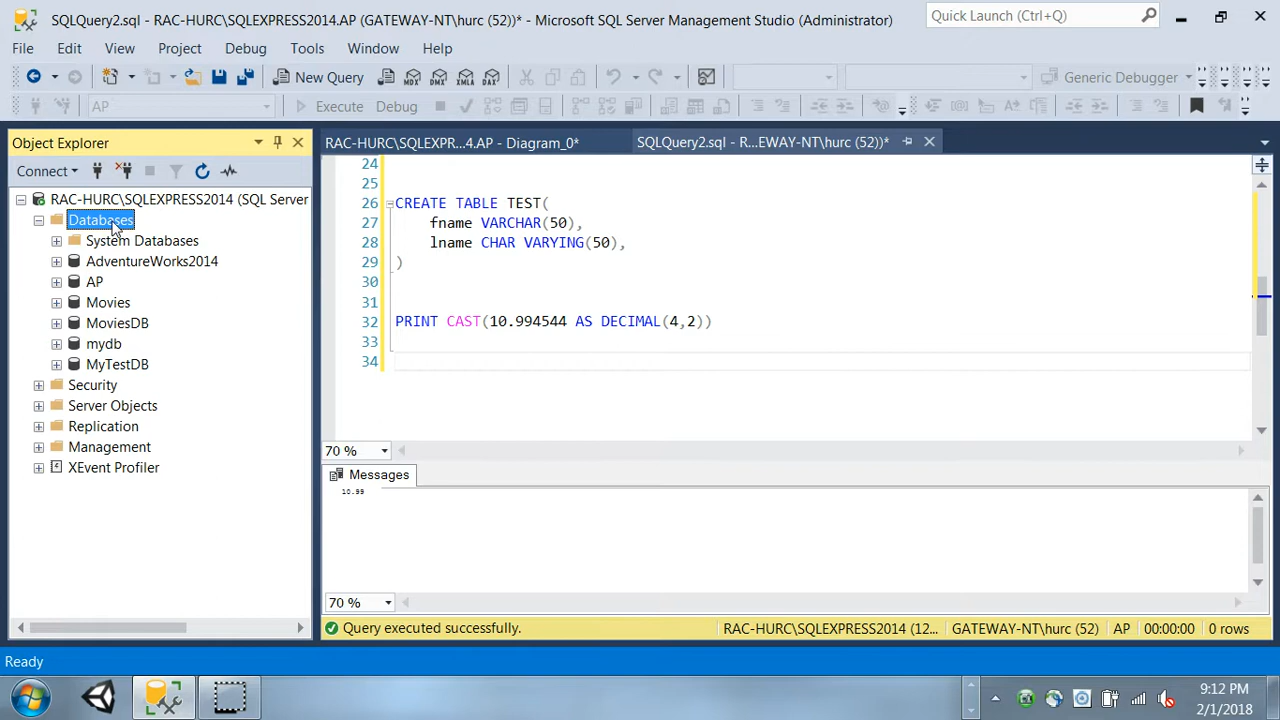 SQLQuery2.sql - RAC-HURC\SQLEXPRESS2014.AP (GATEWAY-NT\hurc (52))* - Microsoft SQL Server Management Studio (Administrator)
Quick Launch (Ctrl+Q)
File Edit View Project Debug Tools Window Help
New Query
MDX DMX XMLA DAX
Generic Debugger
AP
Execute Debug
Object Explorer
RAC-HURC\SQLEXPR...4.AP - Diagram_0*
SQLQuery2.sql - R...EWAY-NT\hurc (52))*
Connect
RAC-HURC\SQLEXPRESS2014 (SQL Server
Databases
System Databases
AdventureWorks2014
AP
Movies
MoviesDB
mydb
MyTestDB
Security
Server Objects
Replication
Management
XEvent Profiler
24
25
26 CREATE TABLE TEST(
27 fname VARCHAR(50),
28 lname CHAR VARYING(50),
29 )
30
31
32 PRINT CAST(10.994544 AS DECIMAL(4,2))
33
34
70 %
Messages
10.99
70 %
Query executed successfully.
RAC-HURC\SQLEXPRESS2014 (12... GATEWAY-NT\hurc (52) AP 00:00:00 0 rows
Ready
9:12 PM
2/1/2018